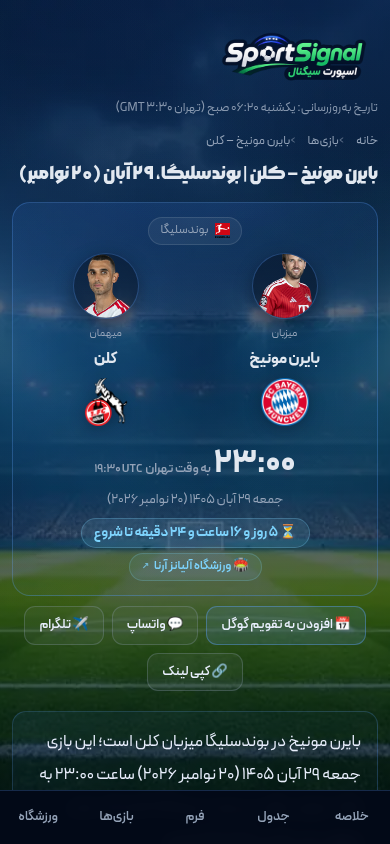 SportSignal
اسپورت سیگنال
تاریخ به‌روزرسانی: یکشنبه ۰۶:۲۰ صبح (تهران GMT ۳:۳۰)
خانه › بازی‌ها › بایرن مونیخ – کلن
بایرن مونیخ – کلن | بوندسلیگا، ۲۹ آبان (۲۰ نوامبر)
بوندسلیگا
میزبان
میهمان
بایرن مونیخ
کلن
FC BAYERN MÜNCHEN
۲۳:۰۰ به وقت تهران ۱۹:۳۰ UTC
جمعه ۲۹ آبان ۱۴۰۵ (۲۰ نوامبر ۲۰۲۶)
⏳ ۵ روز و ۱۶ ساعت و ۲۴ دقیقه تا شروع
🏟️ ورزشگاه آلیانز آرنا ↗
📅 افزودن به تقویم گوگل
💬 واتساپ
✈️ تلگرام
🔗 کپی لینک
بایرن مونیخ در بوندسلیگا میزبان کلن است؛ این بازی
جمعه ۲۹ آبان ۱۴۰۵ (۲۰ نوامبر ۲۰۲۶) ساعت ۲۳:۰۰ به
خلاصه
جدول
فرم
بازی‌ها
ورزشگاه